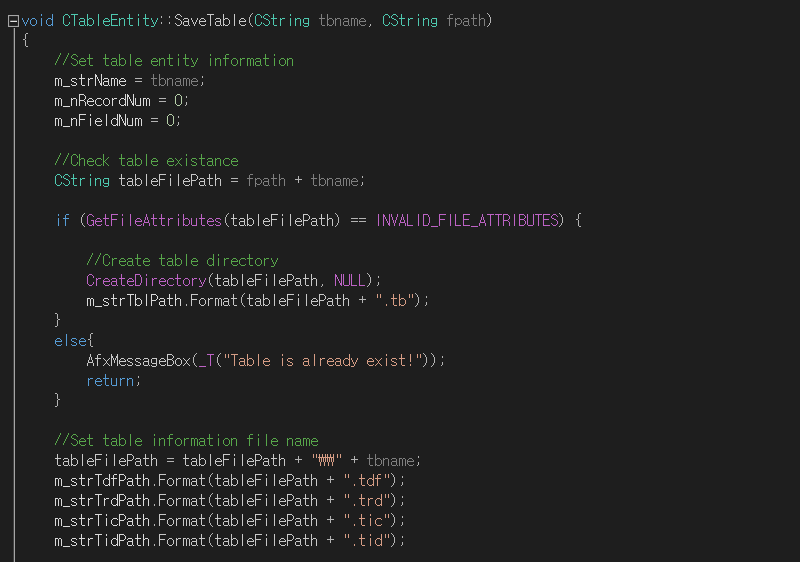 void CTableEntity::SaveTable(CString tbname, CString fpath)
{
//Set table entity information
m_strName = tbname;
m_nRecordNum = 0;
m_nFieldNum = 0;
//Check table existance
CString tableFilePath = fpath + tbname;
if (GetFileAttributes(tableFilePath) == INVALID_FILE_ATTRIBUTES) {
//Create table directory
CreateDirectory(tableFilePath, NULL);
m_strTblPath.Format(tableFilePath + ".tb");
}
else{
AfxMessageBox(_T("Table is already exist!"));
return;
}
//Set table information file name
tableFilePath = tableFilePath + "₩₩" + tbname;
m_strTdfPath.Format(tableFilePath + ".tdf");
m_strTrdPath.Format(tableFilePath + ".trd");
m_strTicPath.Format(tableFilePath + ".tic");
m_strTidPath.Format(tableFilePath + ".tid");